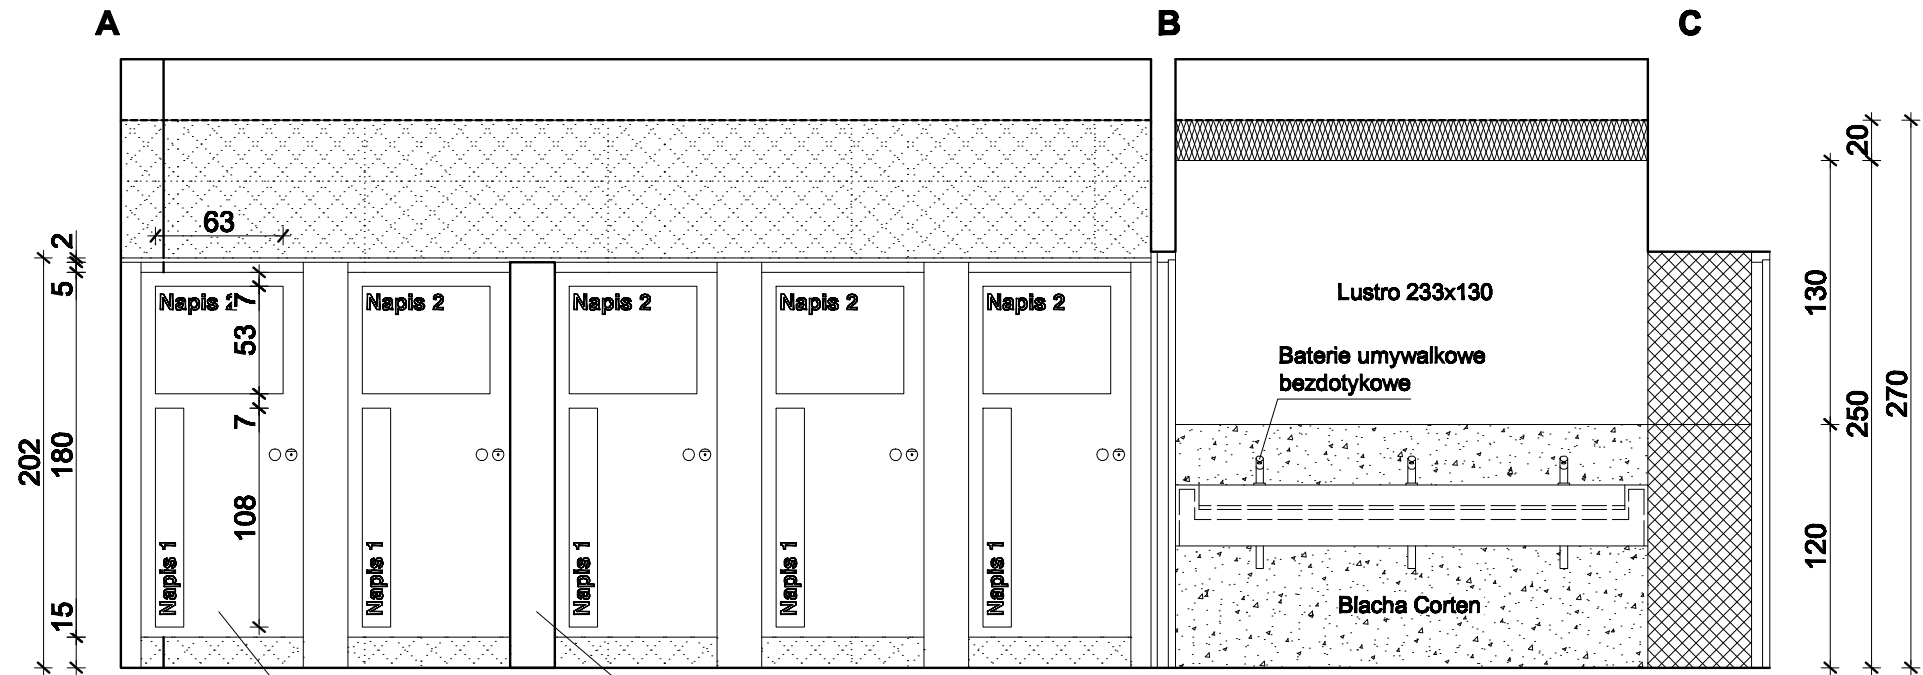 A
B
C
63
2
5
202
180
15
Napis 2
7
53
7
108
Napis 1
Napis 2
Napis 1
Napis 2
Napis 1
Napis 2
Napis 1
Napis 2
Napis 1
Lustro 233x130
Baterie umywalkowe
bezdotykowe
Blacha Corten
20
130
120
250
270